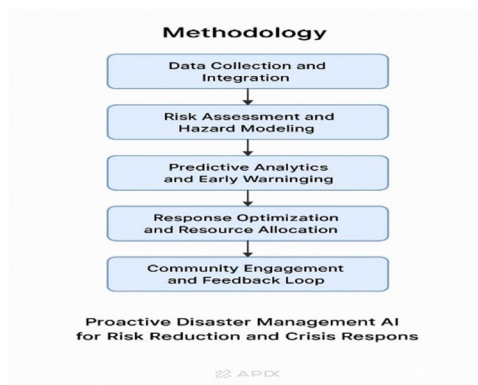 Methodology
Data Collection and
Integration
Risk Assessment and
Hazard Modeling
Predictive Analytics
and Early Warninging
Response Optimization
and Resource Allocation
Community Engagement
and Feedback Loop
Proactive Disaster Management AI
for Risk Reduction and Crisis Respons
APIX